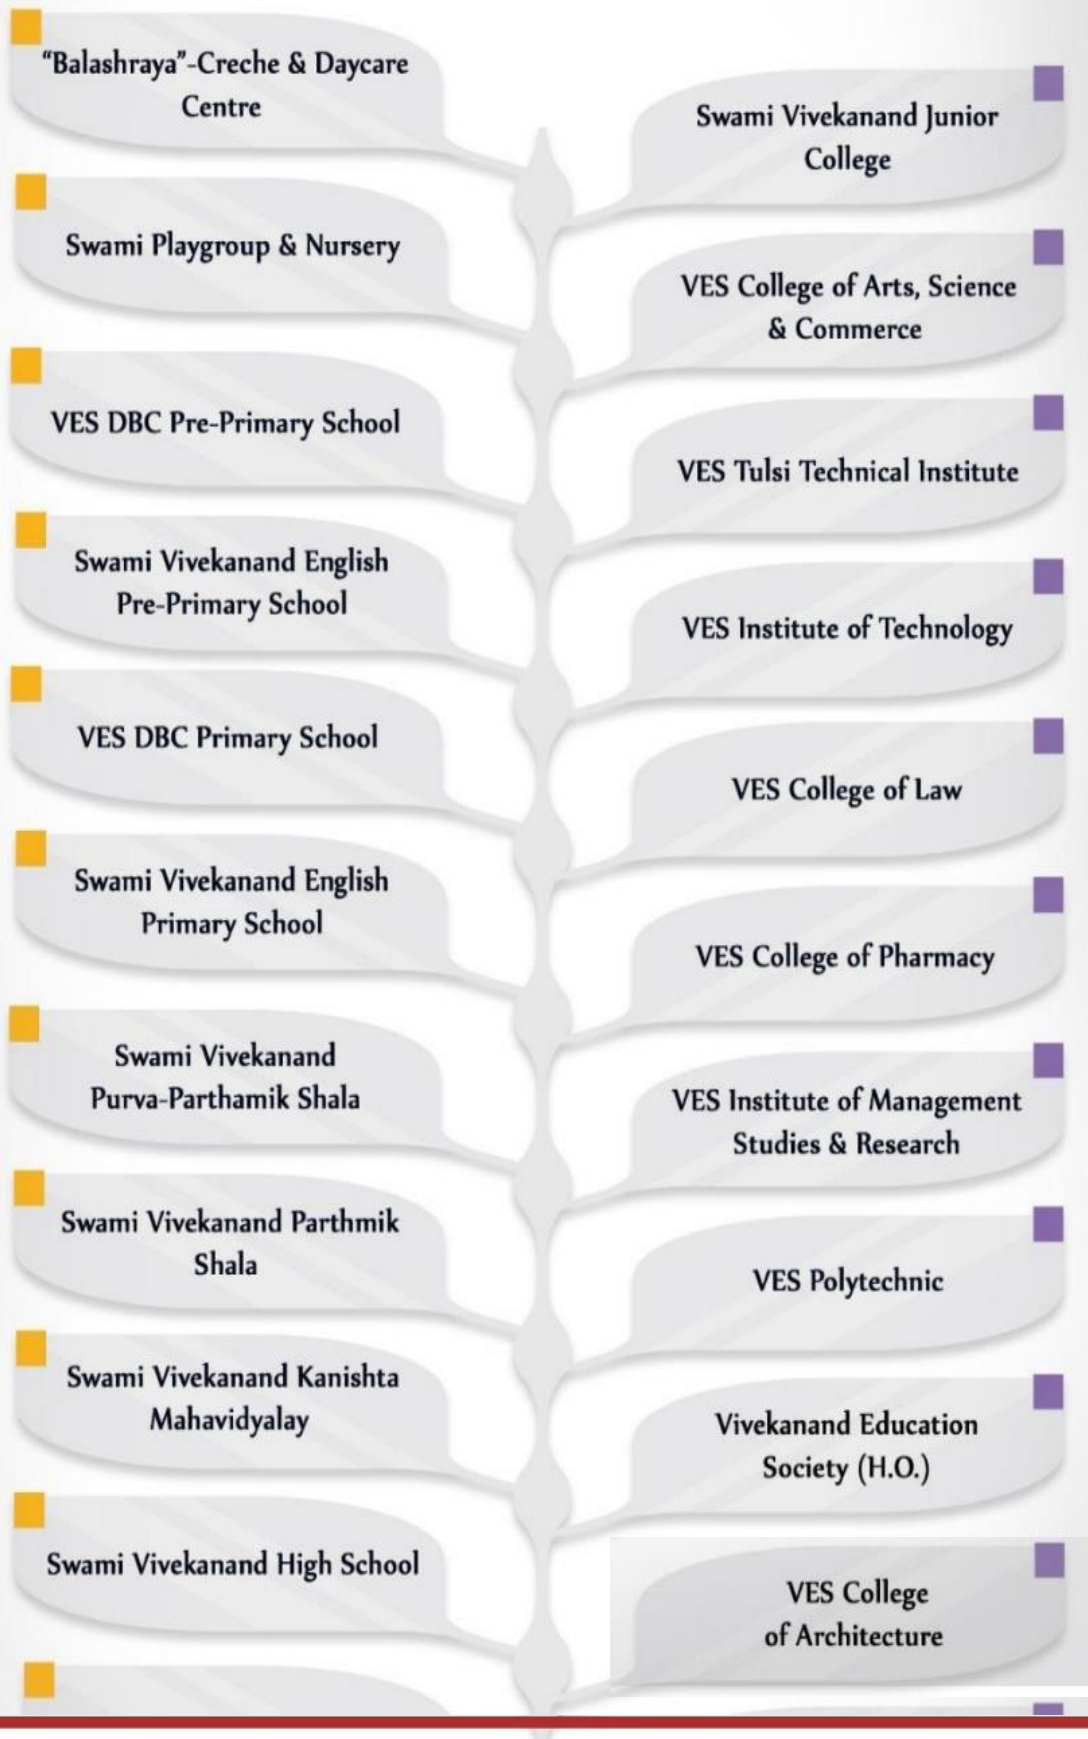 “Balashraya”-Creche & Daycare
Centre
Swami Playgroup & Nursery
VES DBC Pre-Primary School
Swami Vivekanand English
Pre-Primary School
VES DBC Primary School
Swami Vivekanand English
Primary School
Swami Vivekanand
Purva-Parthamik Shala
Swami Vivekanand Parthmik
Shala
Swami Vivekanand Kanishta
Mahavidyalay
Swami Vivekanand High School
Swami Vivekanand Junior
College
VES College of Arts, Science
& Commerce
VES Tulsi Technical Institute
VES Institute of Technology
VES College of Law
VES College of Pharmacy
VES Institute of Management
Studies & Research
VES Polytechnic
Vivekanand Education
Society (H.O.)
VES College
of Architecture